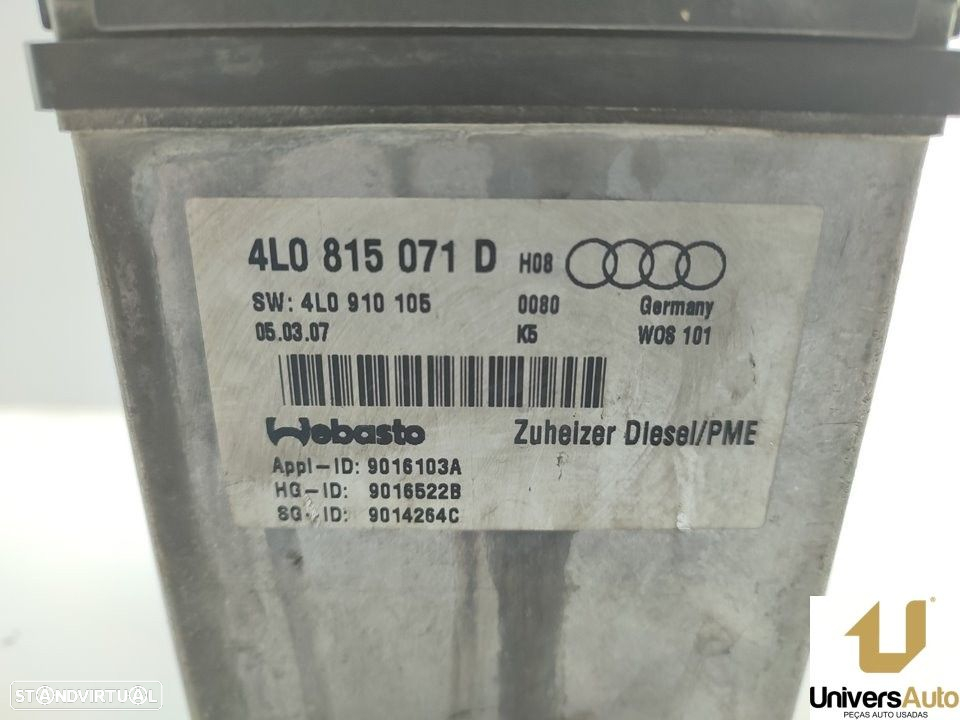 4L0 815 071 D H08
SW: 4L0 910 105 0080 Germany
05.03.07 K5 WOS 101
Webasto Zuheizer Diesel/PME
Appl-ID: 9016103A
HG-ID: 9016522B
SG-ID: 9014264C
UniversAuto
PEÇAS AUTO USADAS
STANDVIRTUAL